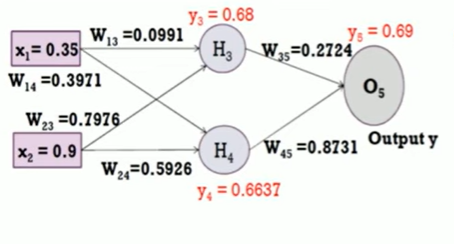 y₃ = 0.68
y₅ = 0.69
W₁₃ =0.0991
x₁= 0.35
H₃
W₃₅=0.2724
W₁₄ =0.3971
O₅
W₂₃ =0.7976
Output y
x₂ = 0.9
H₄
W₄₅ =0.8731
W₂₄=0.5926
y₄ = 0.6637